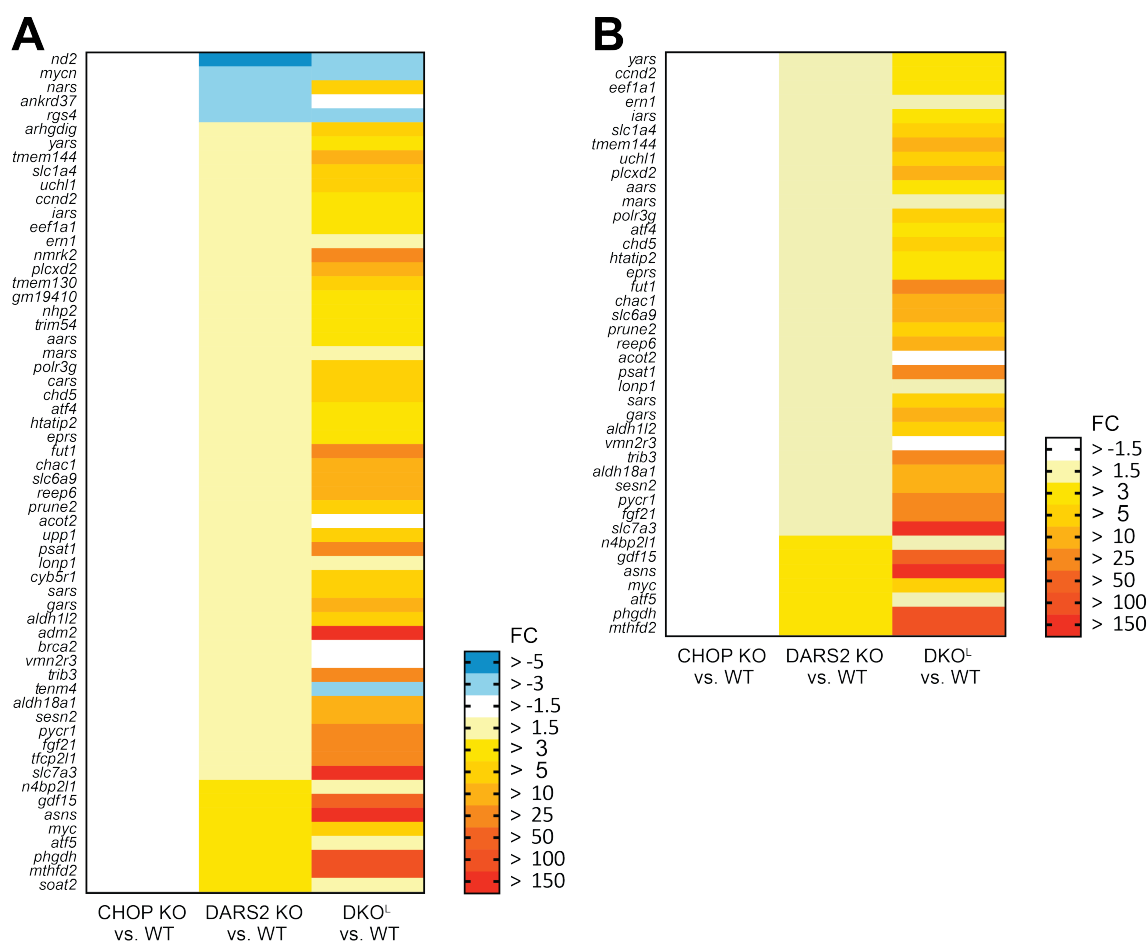 A
nd2
mycn
nars
ankrd37
rgs4
arhgdig
yars
tmem144
slc1a4
uchl1
ccnd2
iars
eef1a1
ern1
nmrk2
plcxd2
tmem130
gm19410
nhp2
trim54
aars
mars
polr3g
cars
chd5
atf4
htatip2
eprs
fut1
chac1
slc6a9
reep6
prune2
acot2
upp1
psat1
lonp1
cyb5r1
sars
gars
aldh1l2
adm2
brca2
vmn2r3
trib3
tenm4
aldh18a1
sesn2
pycr1
fgf21
tfcp2l1
slc7a3
n4bp2l1
gdf15
asns
myc
atf5
phgdh
mthfd2
soat2
CHOP KO
vs. WT
DARS2 KO
vs. WT
DKOᴸ
vs. WT
FC
> -5
> -3
> -1.5
> 1.5
> 3
> 5
> 10
> 25
> 50
> 100
> 150
B
yars
ccnd2
eef1a1
ern1
iars
slc1a4
tmem144
uchl1
plcxd2
aars
mars
polr3g
atf4
chd5
htatip2
eprs
fut1
chac1
slc6a9
prune2
reep6
acot2
psat1
lonp1
sars
gars
aldh1l2
vmn2r3
trib3
aldh18a1
sesn2
pycr1
fgf21
slc7a3
n4bp2l1
gdf15
asns
myc
atf5
phgdh
mthfd2
CHOP KO
vs. WT
DARS2 KO
vs. WT
DKOᴸ
vs. WT
FC
> -1.5
> 1.5
> 3
> 5
> 10
> 25
> 50
> 100
> 150